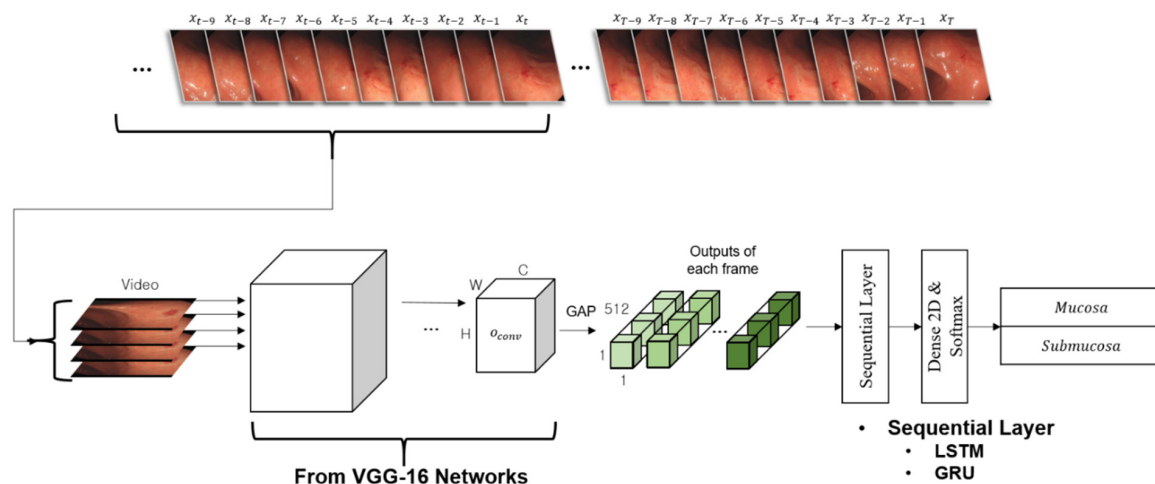 x_{t-9} x_{t-8} x_{t-7} x_{t-6} x_{t-5} x_{t-4} x_{t-3} x_{t-2} x_{t-1} x_t x_{T-9} x_{T-8} x_{T-7} x_{T-6} x_{T-5} x_{T-4} x_{T-3} x_{T-2} x_{T-1} x_T
... ...
Video
W
C
H
o_{conv}
...
GAP
Outputs of
each frame
512
1
1
...
Sequential Layer
Dense 2D &
Softmax
Mucosa
Submucosa
From VGG-16 Networks
• Sequential Layer
• LSTM
• GRU